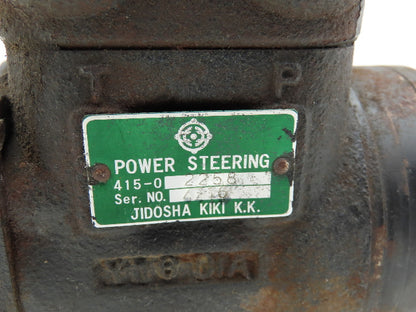 T P
POWER STEERING
415-0 2258
Ser. NO.
JIDOSHA KIKI K.K.